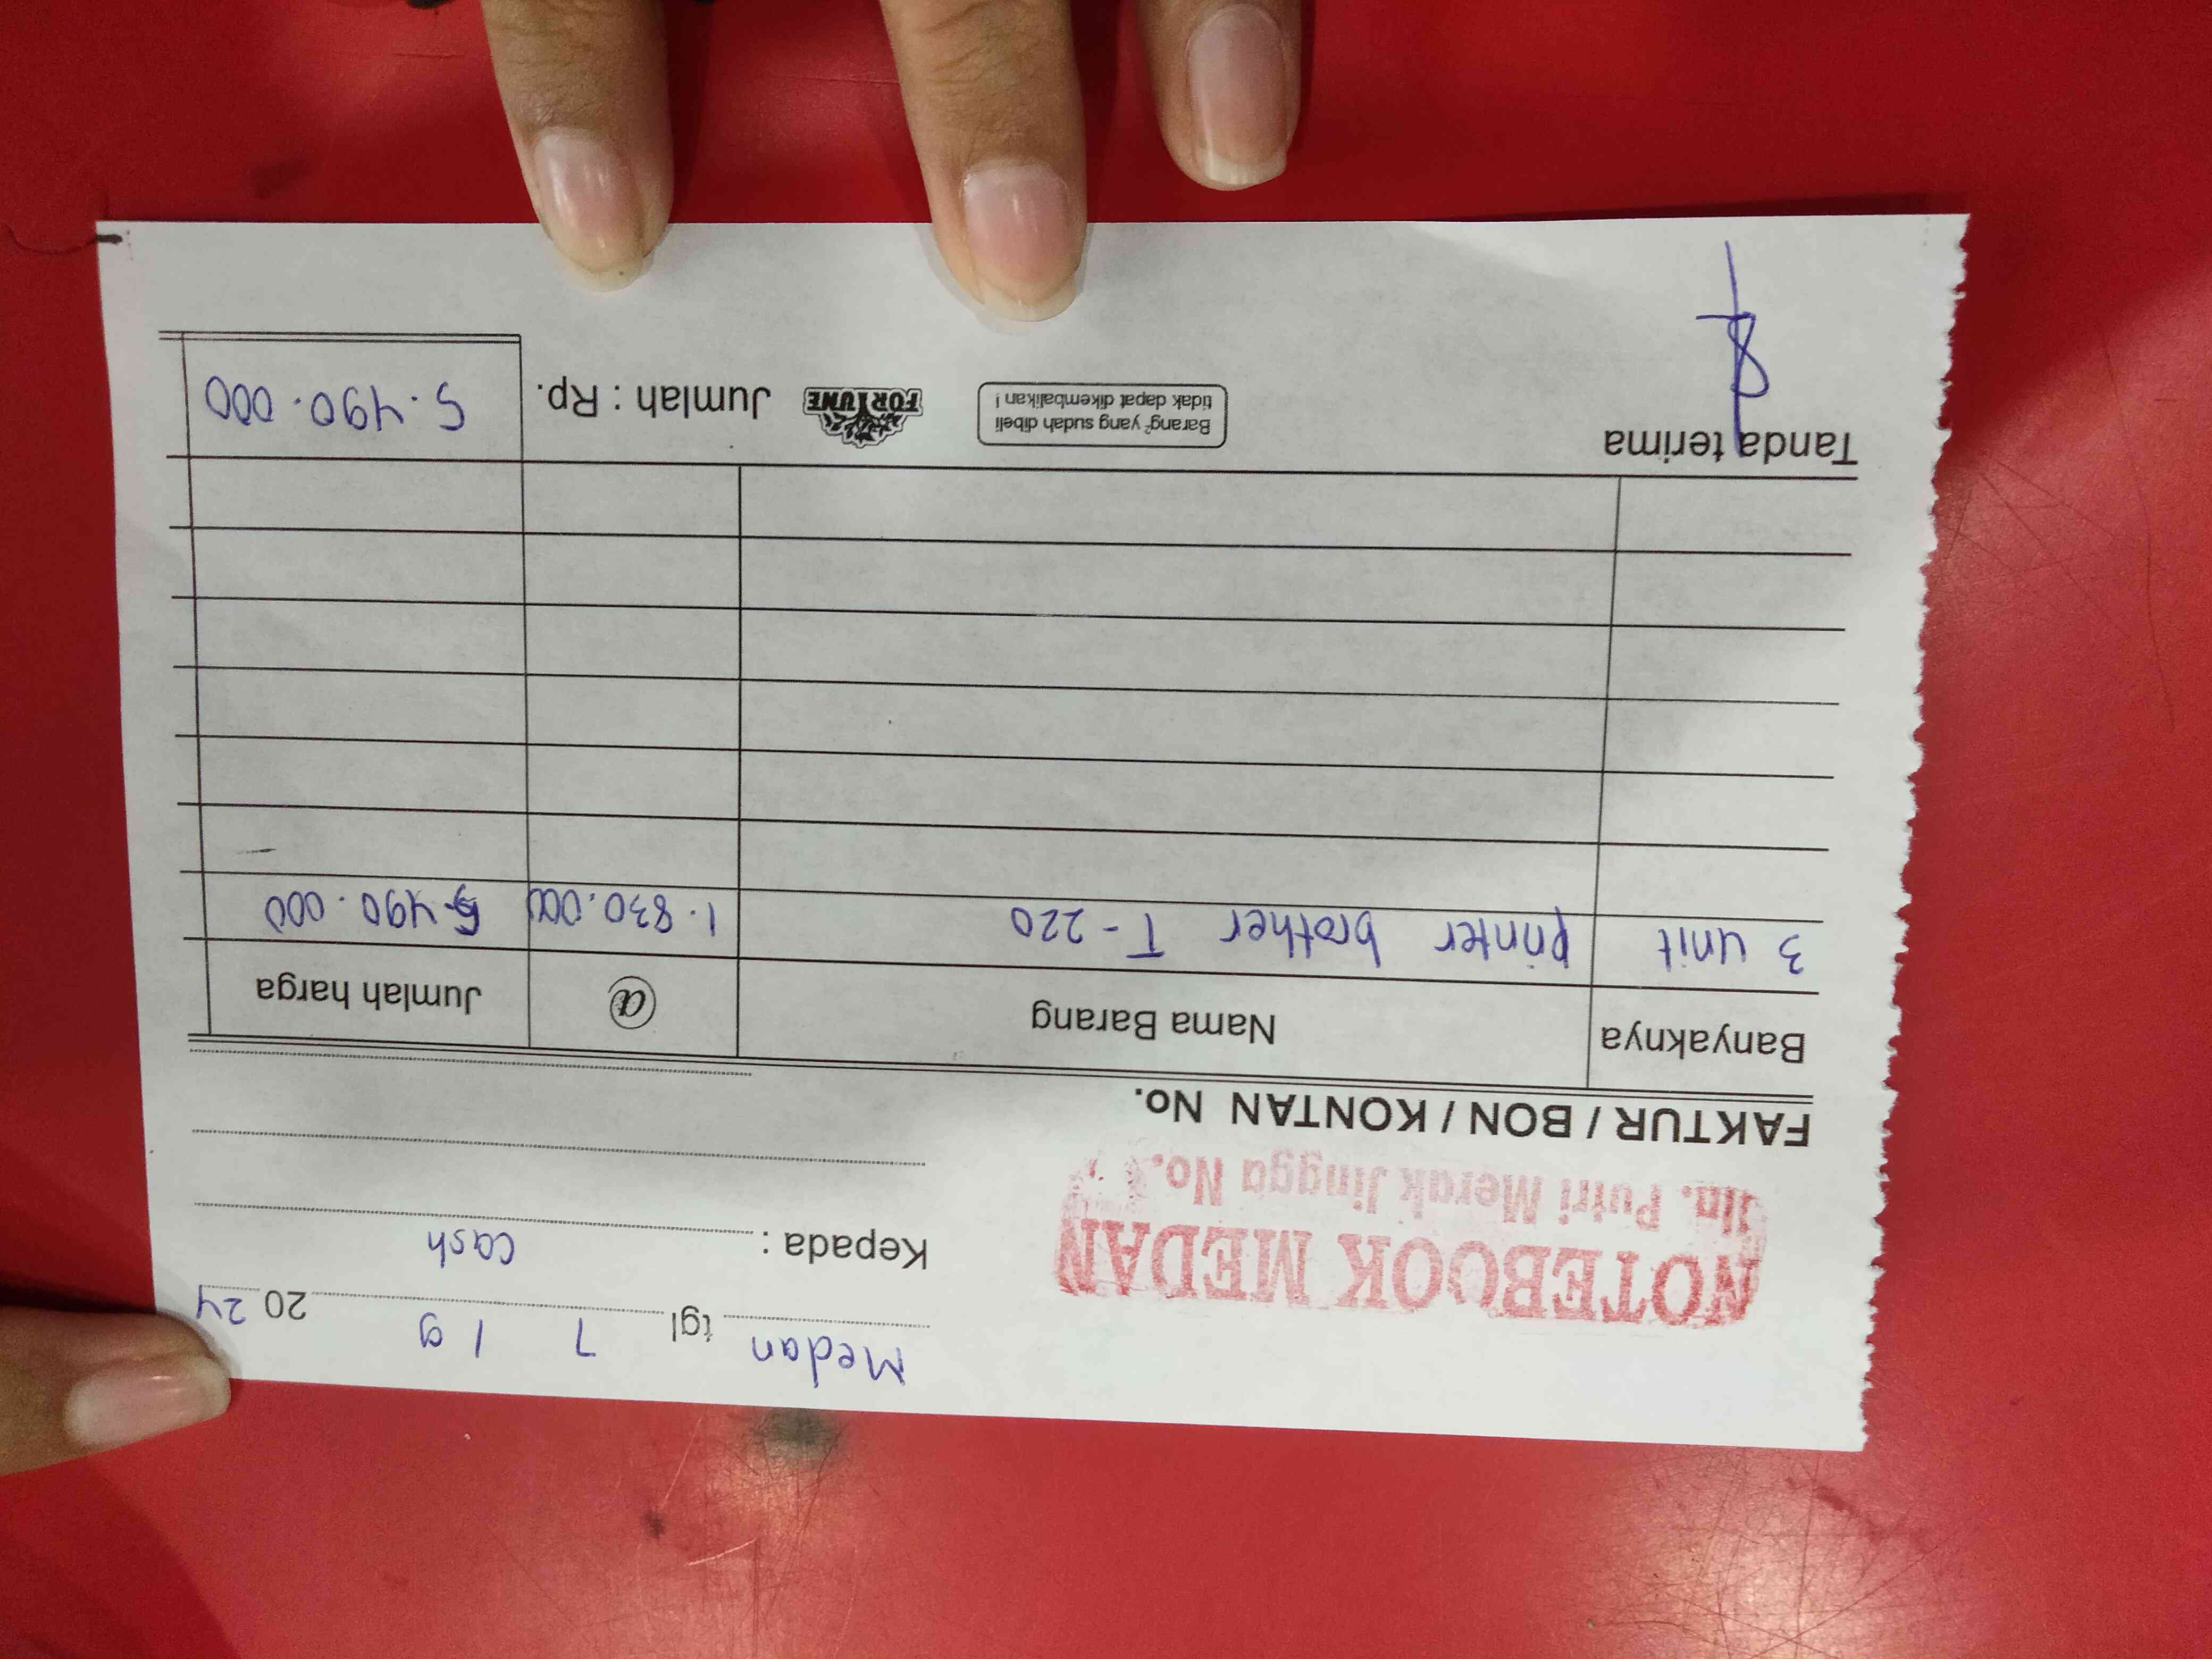 NOTEBOOK MEDAN
Jln. Putri Merak Jingga No.
FAKTUR / BON / KONTAN No.
Medan tgl 7 / 9 2024
Kepada : Cash
Banyaknya Nama Barang @ Jumlah harga
3 unit Printer brother T-220 1.830.000 5.490.000
Tanda terima
Barang² yang sudah dibeli
tidak dapat dikembalikan !
FORTUNE
Jumlah : Rp. 5.490.000